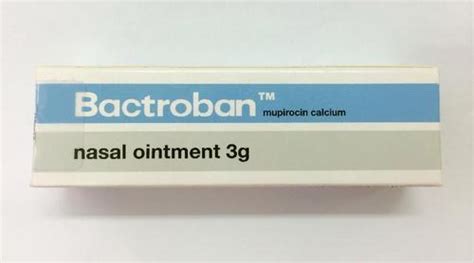 Bactroban™
mupirocin calcium
nasal ointment 3g